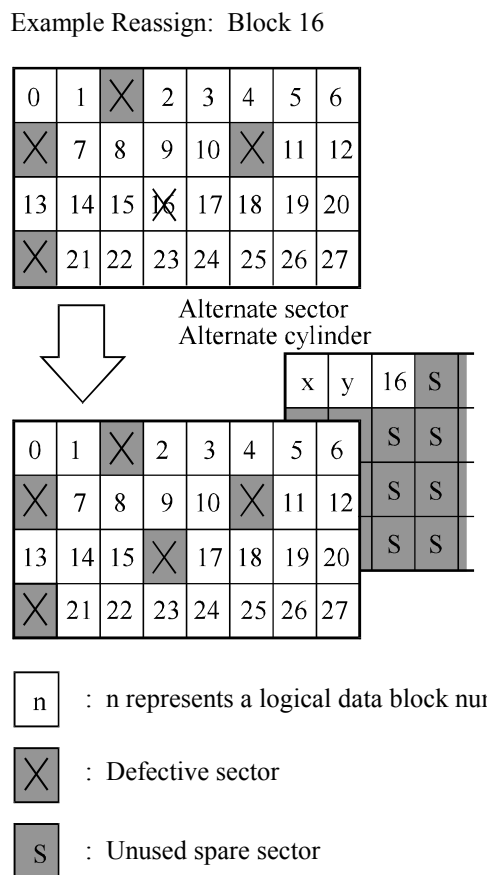 Example Reassign: Block 16
0 1 X 2 3 4 5 6
X 7 8 9 10 X 11 12
13 14 15 16 17 18 19 20
X 21 22 23 24 25 26 27
Alternate sector
Alternate cylinder
x y 16 S
S S
S S
S S
0 1 X 2 3 4 5 6
X 7 8 9 10 X 11 12
13 14 15 X 17 18 19 20
X 21 22 23 24 25 26 27
n : n represents a logical data block
X : Defective sector
S : Unused spare sector